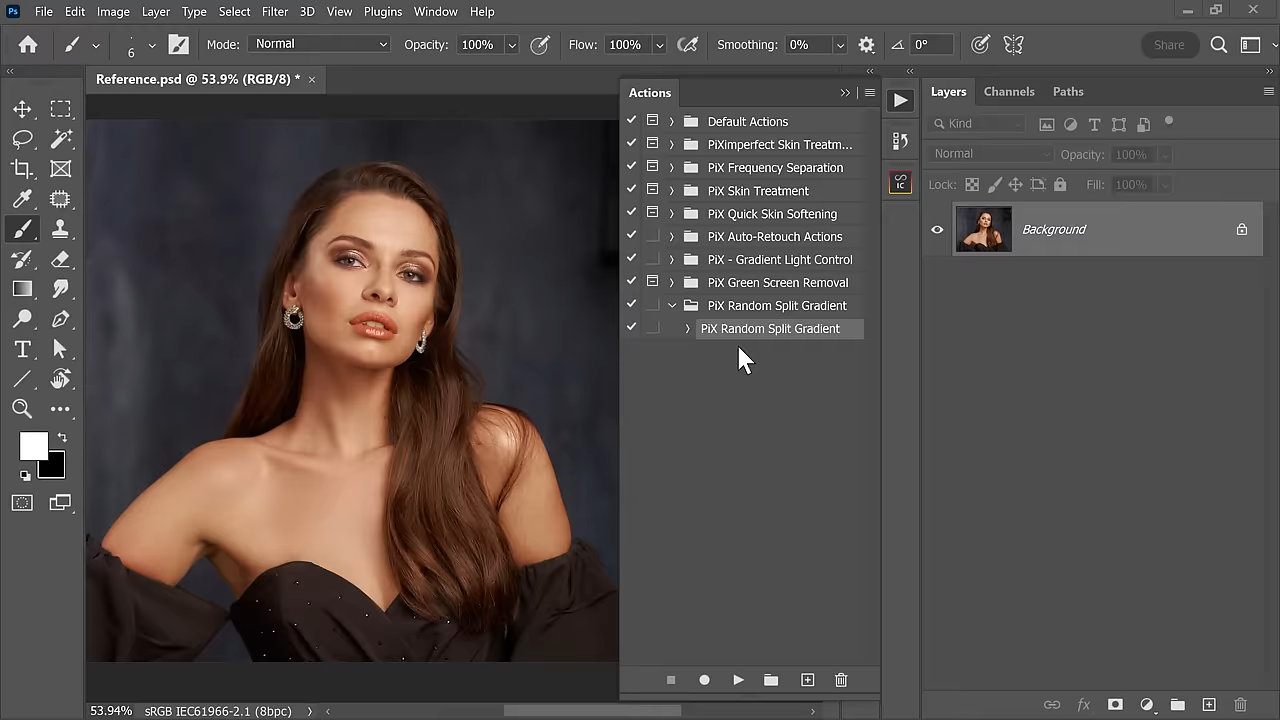 Ps File Edit Image Layer Type Select Filter 3D View Plugins Window Help
6 Mode: Normal Opacity: 100% Flow: 100% Smoothing: 0% 0° Share
Reference.psd @ 53.9% (RGB/8) * ×
Actions
Default Actions
PiXimperfect Skin Treatm...
PiX Frequency Separation
PiX Skin Treatment
PiX Quick Skin Softening
PiX Auto-Retouch Actions
PiX - Gradient Light Control
PiX Green Screen Removal
PiX Random Split Gradient
PiX Random Split Gradient
Layers Channels Paths
Kind
Normal Opacity: 100%
Lock: Fill: 100%
Background
53.94% sRGB IEC61966-2.1 (8bpc)